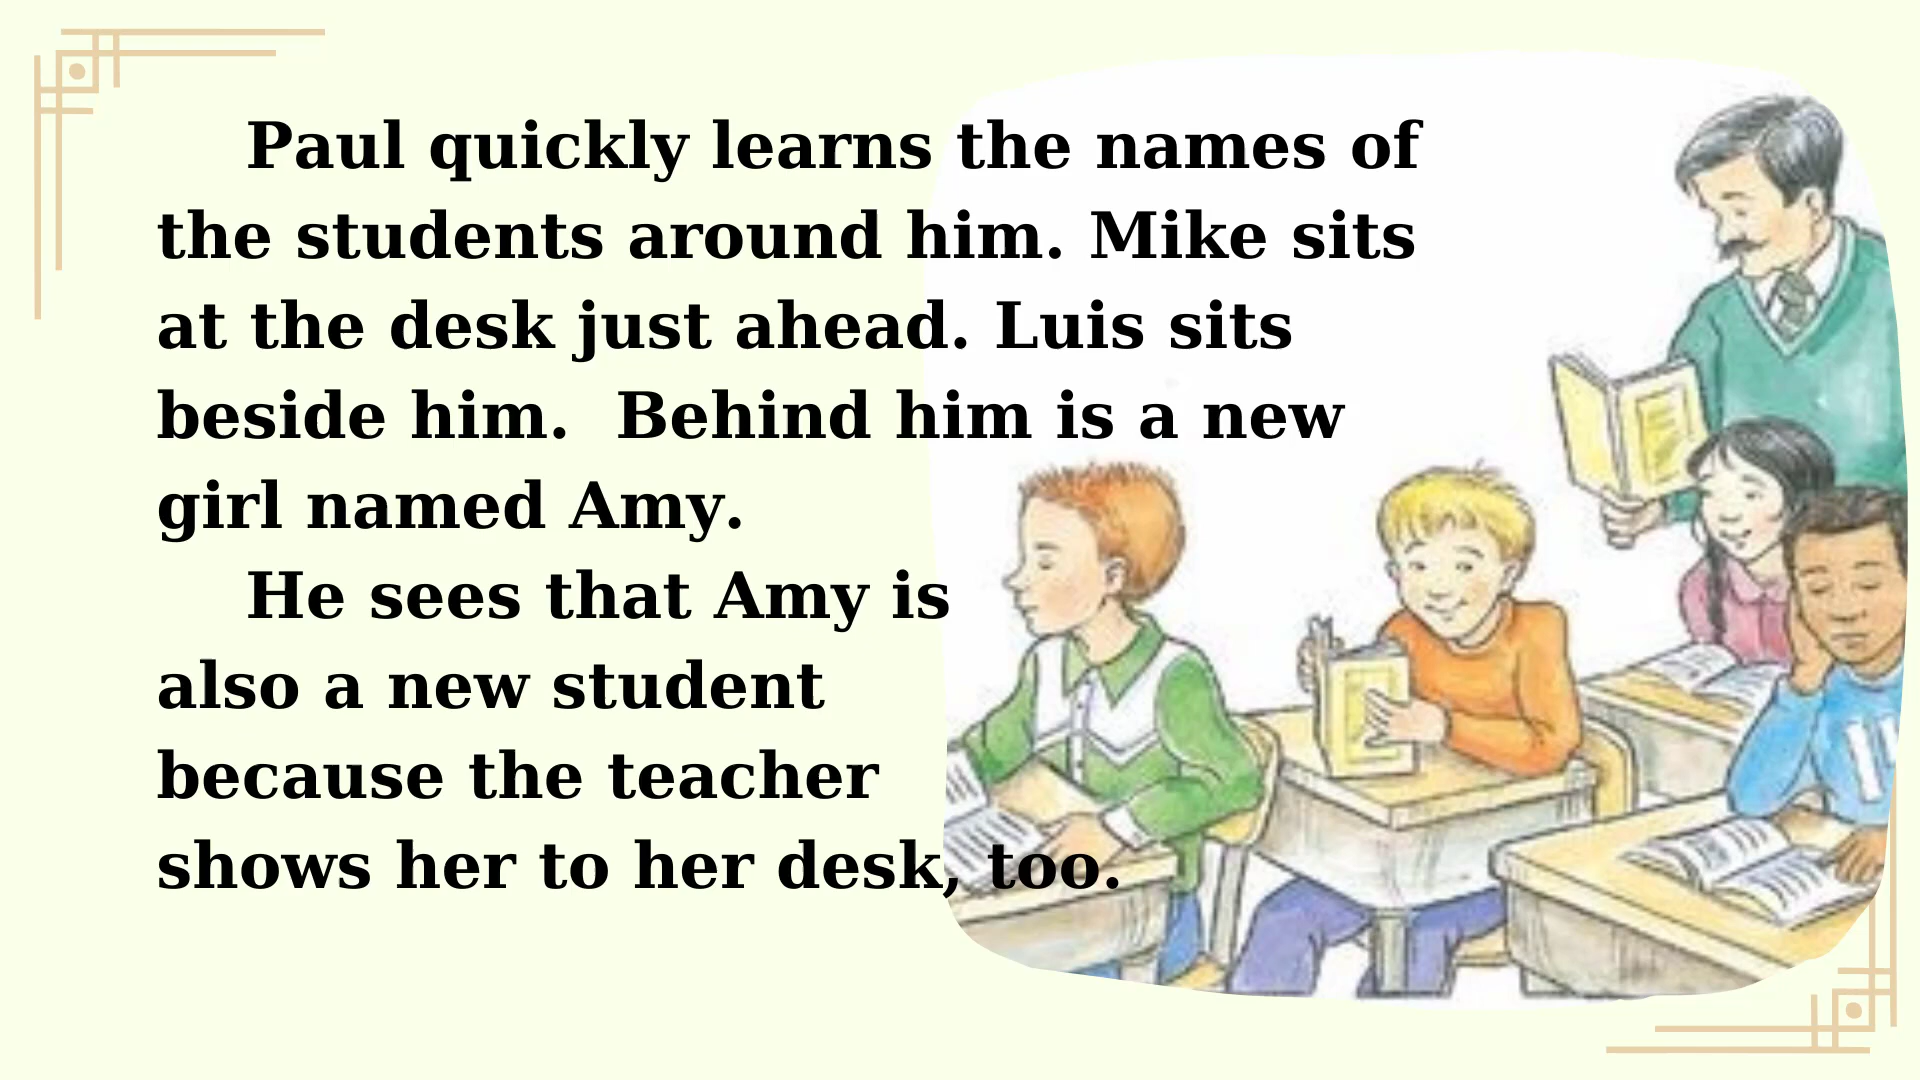 Paul quickly learns the names of
the students around him. Mike sits
at the desk just ahead. Luis sits
beside him.  Behind him is a new
girl named Amy.
He sees that Amy is
also a new student
because the teacher
shows her to her desk, too.